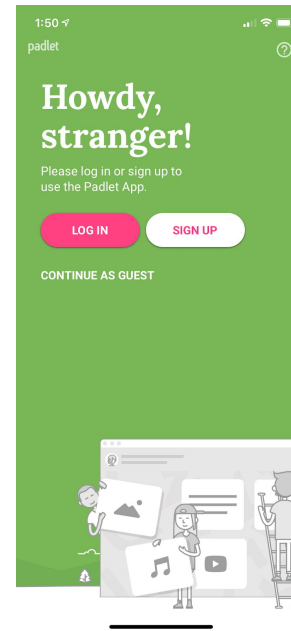 1:50
padlet
?
Howdy,
stranger!
Please log in or sign up to
use the Padlet App.
LOG IN
SIGN UP
CONTINUE AS GUEST